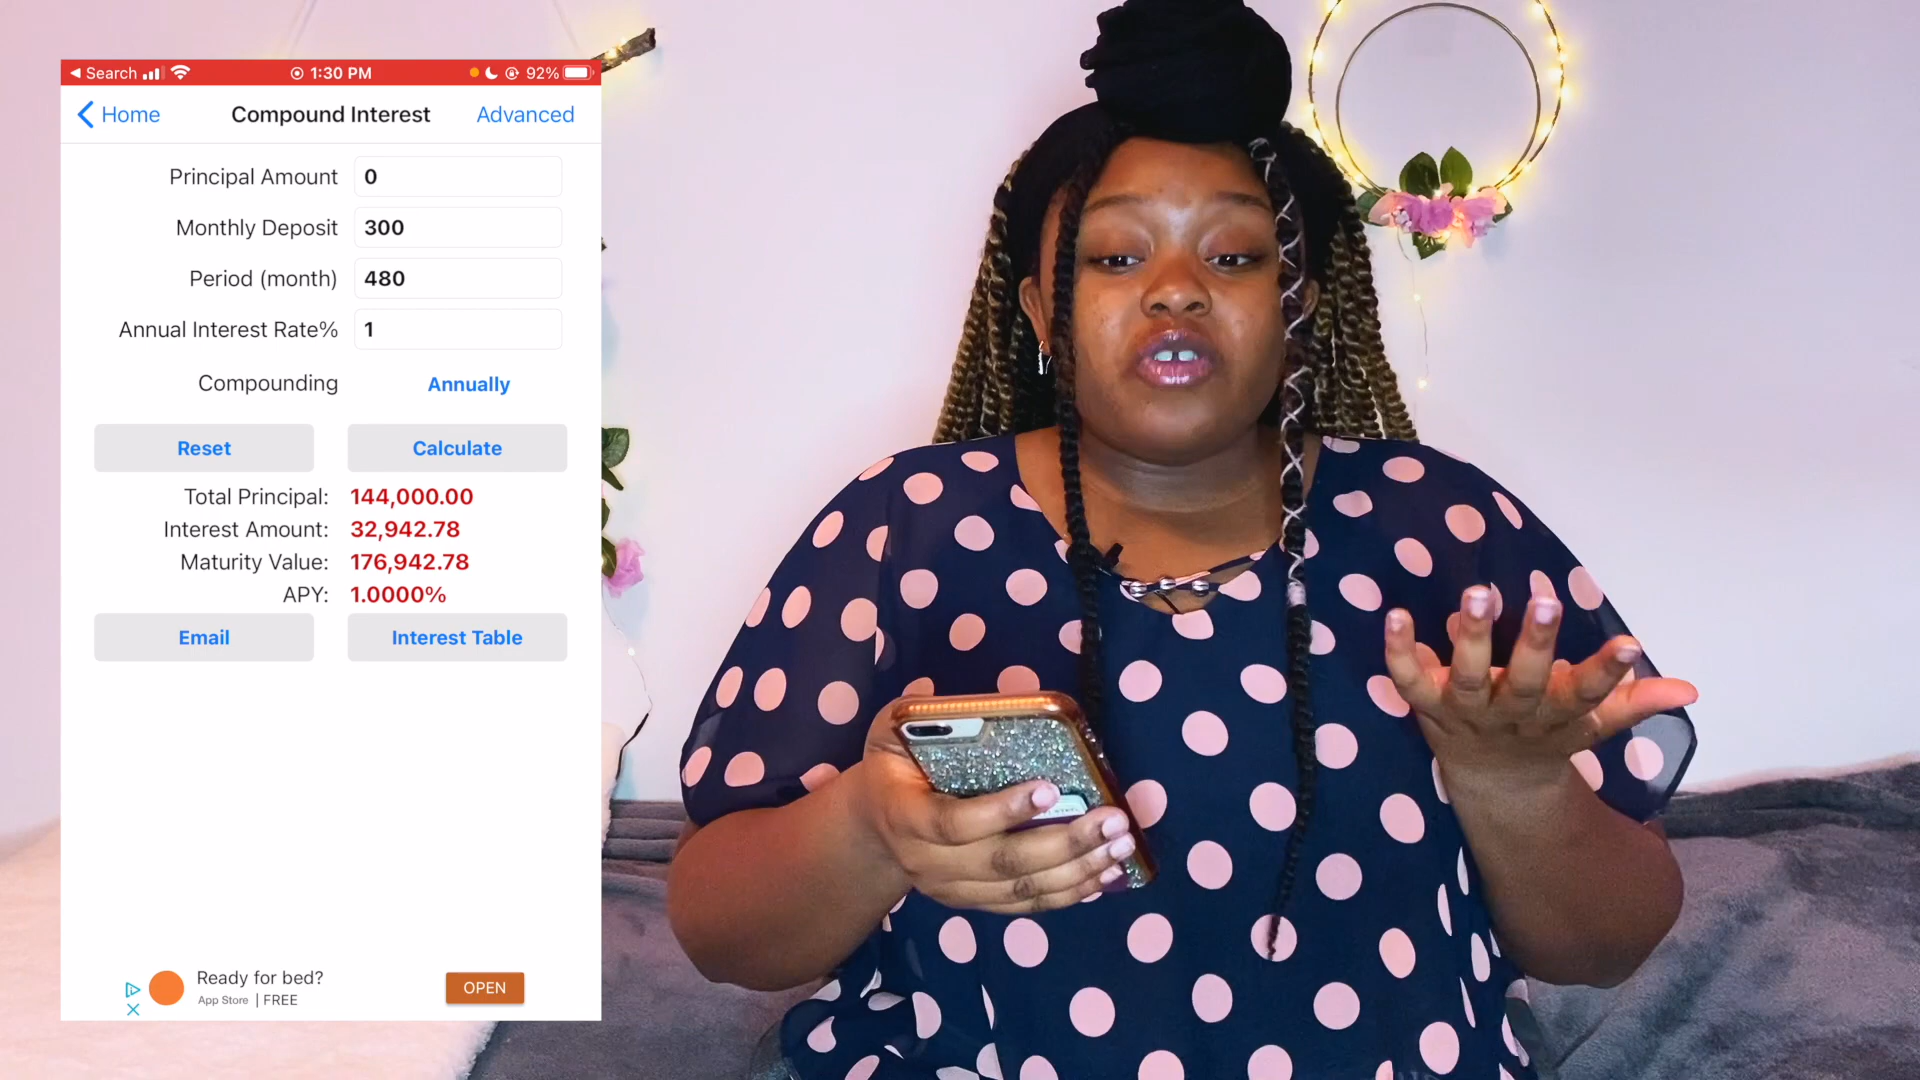 Search 1:30 PM 92%
Home Compound Interest Advanced
Principal Amount 0
Monthly Deposit 300
Period (month) 480
Annual Interest Rate% 1
Compounding Annually
Reset Calculate
Total Principal: 144,000.00
Interest Amount: 32,942.78
Maturity Value: 176,942.78
APY: 1.0000%
Email Interest Table
Ready for bed?
App Store | FREE
OPEN